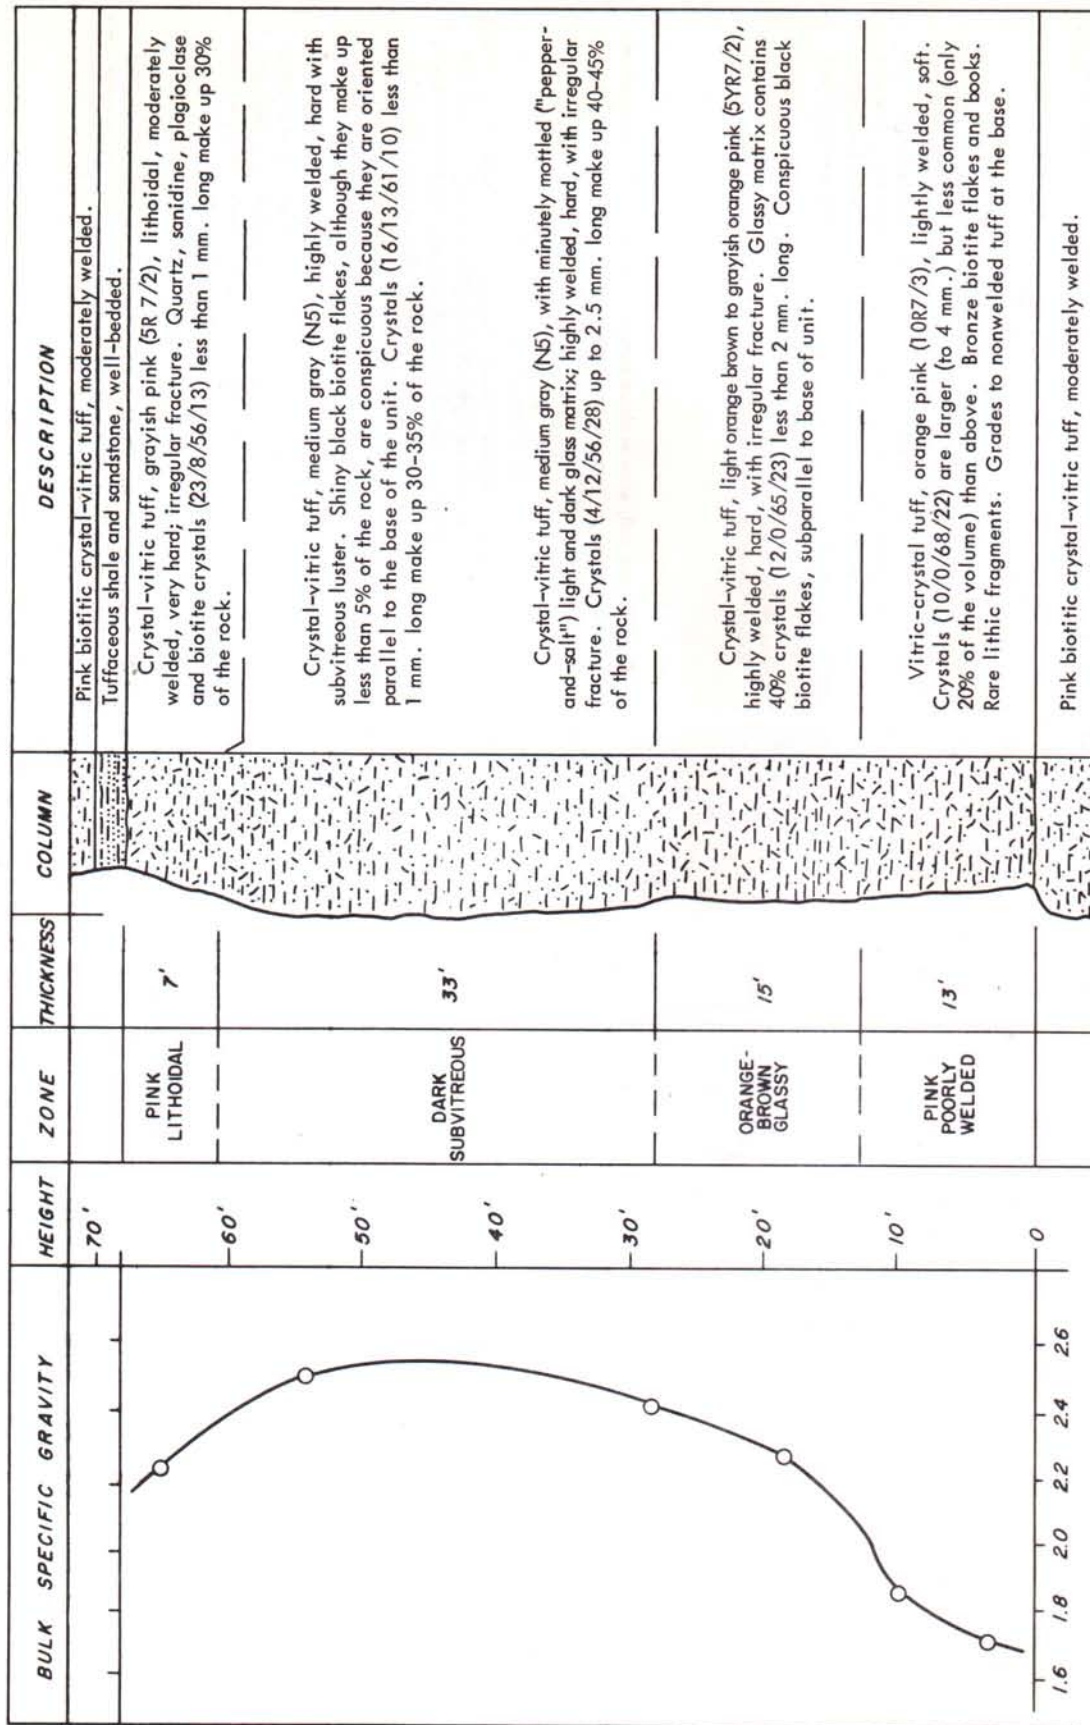 BULK SPECIFIC GRAVITY
HEIGHT
ZONE
THICKNESS
COLUMN
DESCRIPTION
70'
60'
50'
40'
30'
20'
10'
0
1.6
1.8
2.0
2.2
2.4
2.6
PINK
LITHOIDAL
7'
DARK
SUBVITREOUS
33'
ORANGE-
BROWN
GLASSY
15'
PINK
POORLY
WELDED
13'
Pink biotitic crystal-vitric tuff, moderately welded.
Tuffaceous shale and sandstone, well-bedded.
Crystal-vitric tuff, grayish pink (5R 7/2), lithoidal, moderately
welded, very hard; irregular fracture. Quartz, sanidine, plagioclase
and biotite crystals (23/8/56/13) less than 1 mm. long make up 30%
of the rock.
Crystal-vitric tuff, medium gray (N5), highly welded, hard with
subvitreous luster. Shiny black biotite flakes, although they make up
less than 5% of the rock, are conspicuous because they are oriented
parallel to the base of the unit. Crystals (16/13/61/10) less than
1 mm. long make up 30-35% of the rock.
Crystal-vitric tuff, medium gray (N5), with minutely mottled ("pepper-
and-salt") light and dark glass matrix; highly welded, hard, with irregular
fracture. Crystals (4/12/56/28) up to 2.5 mm. long make up 40-45%
of the rock.
Crystal-vitric tuff, light orange brown to grayish orange pink (5YR7/2),
highly welded, hard, with irregular fracture. Glassy matrix contains
40% crystals (12/0/65/23) less than 2 mm. long. Conspicuous black
biotite flakes, subparallel to base of unit.
Vitric-crystal tuff, orange pink (10R7/3), lightly welded, soft.
Crystals (10/0/68/22) are larger (to 4 mm.) but less common (only
20% of the volume) than above. Bronze biotite flakes and books.
Rare lithic fragments. Grades to nonwelded tuff at the base.
Pink biotitic crystal-vitric tuff, moderately welded.